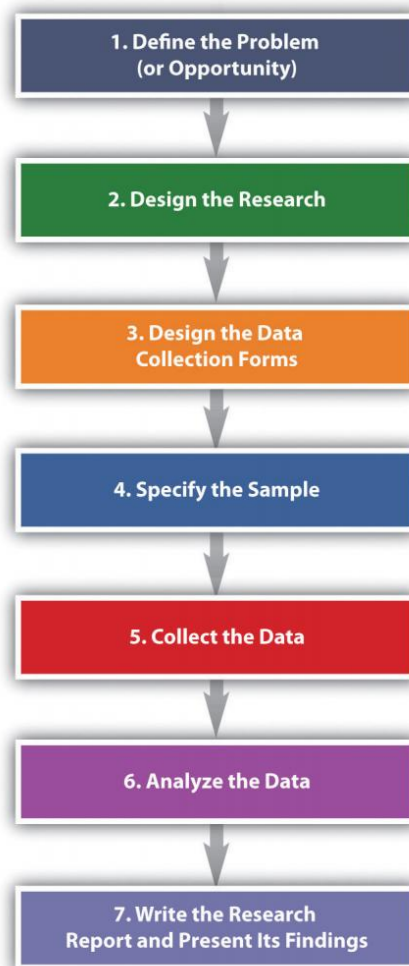 1. Define the Problem
(or Opportunity)
2. Design the Research
3. Design the Data
Collection Forms
4. Specify the Sample
5. Collect the Data
6. Analyze the Data
7. Write the Research
Report and Present Its Findings